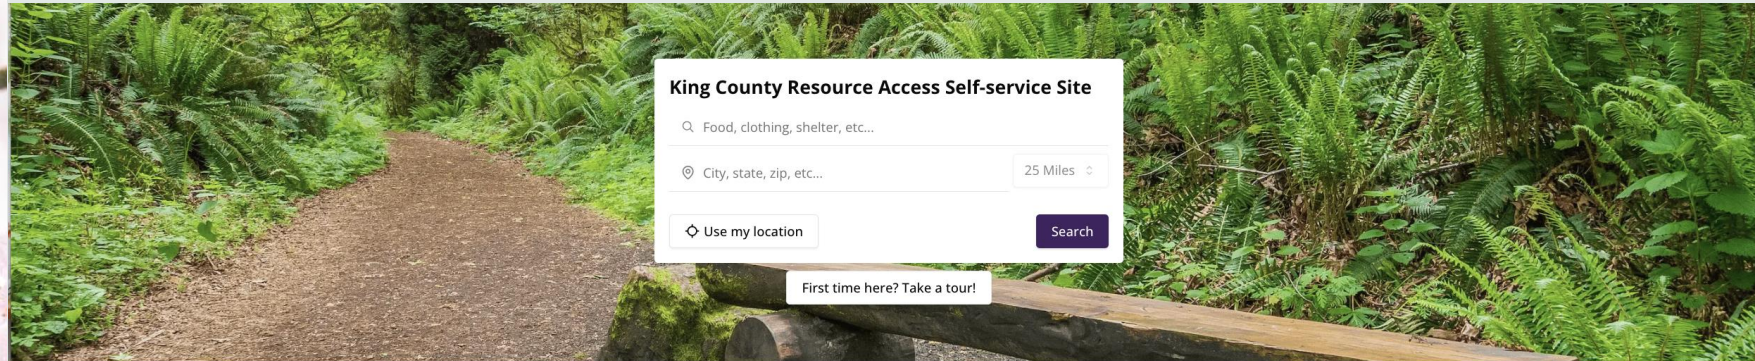 King County Resource Access Self-service Site
Food, clothing, shelter, etc...
City, state, zip, etc...
25 Miles
Use my location
Search
First time here? Take a tour!